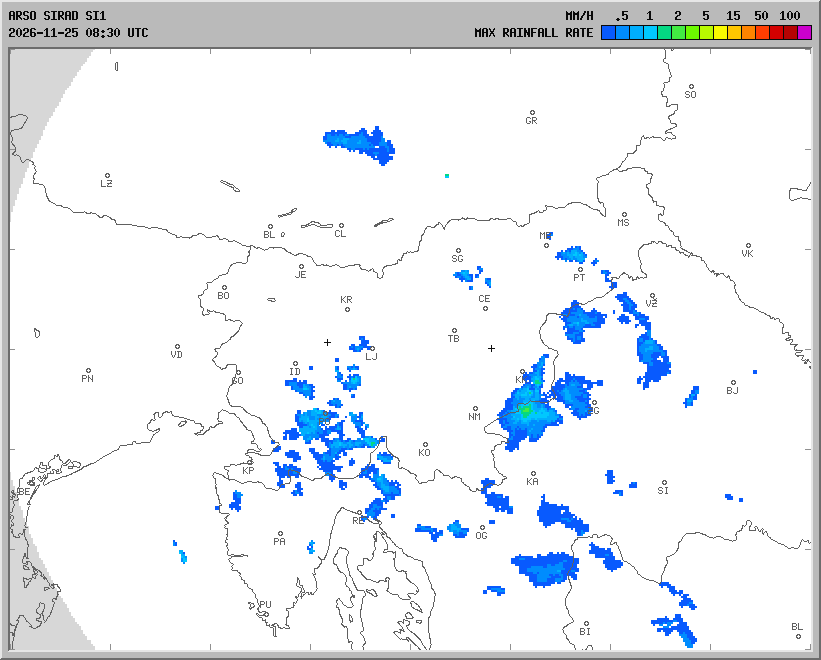 ARSO SIRAD SI1
MM/H .5 1 2 5 15 50 100
2026-11-25 08:30 UTC
MAX RAINFALL RATE
SO
GR
LZ
MS
BL
CL
MB
VK
SG
JE
PT
BO
KR
CE
VZ
TB
VD
LJ
ID
PN
GO
KK
BJ
ZG
NM
KO
KP
KA
SI
BE
RE
OG
PA
PU
BI
BL